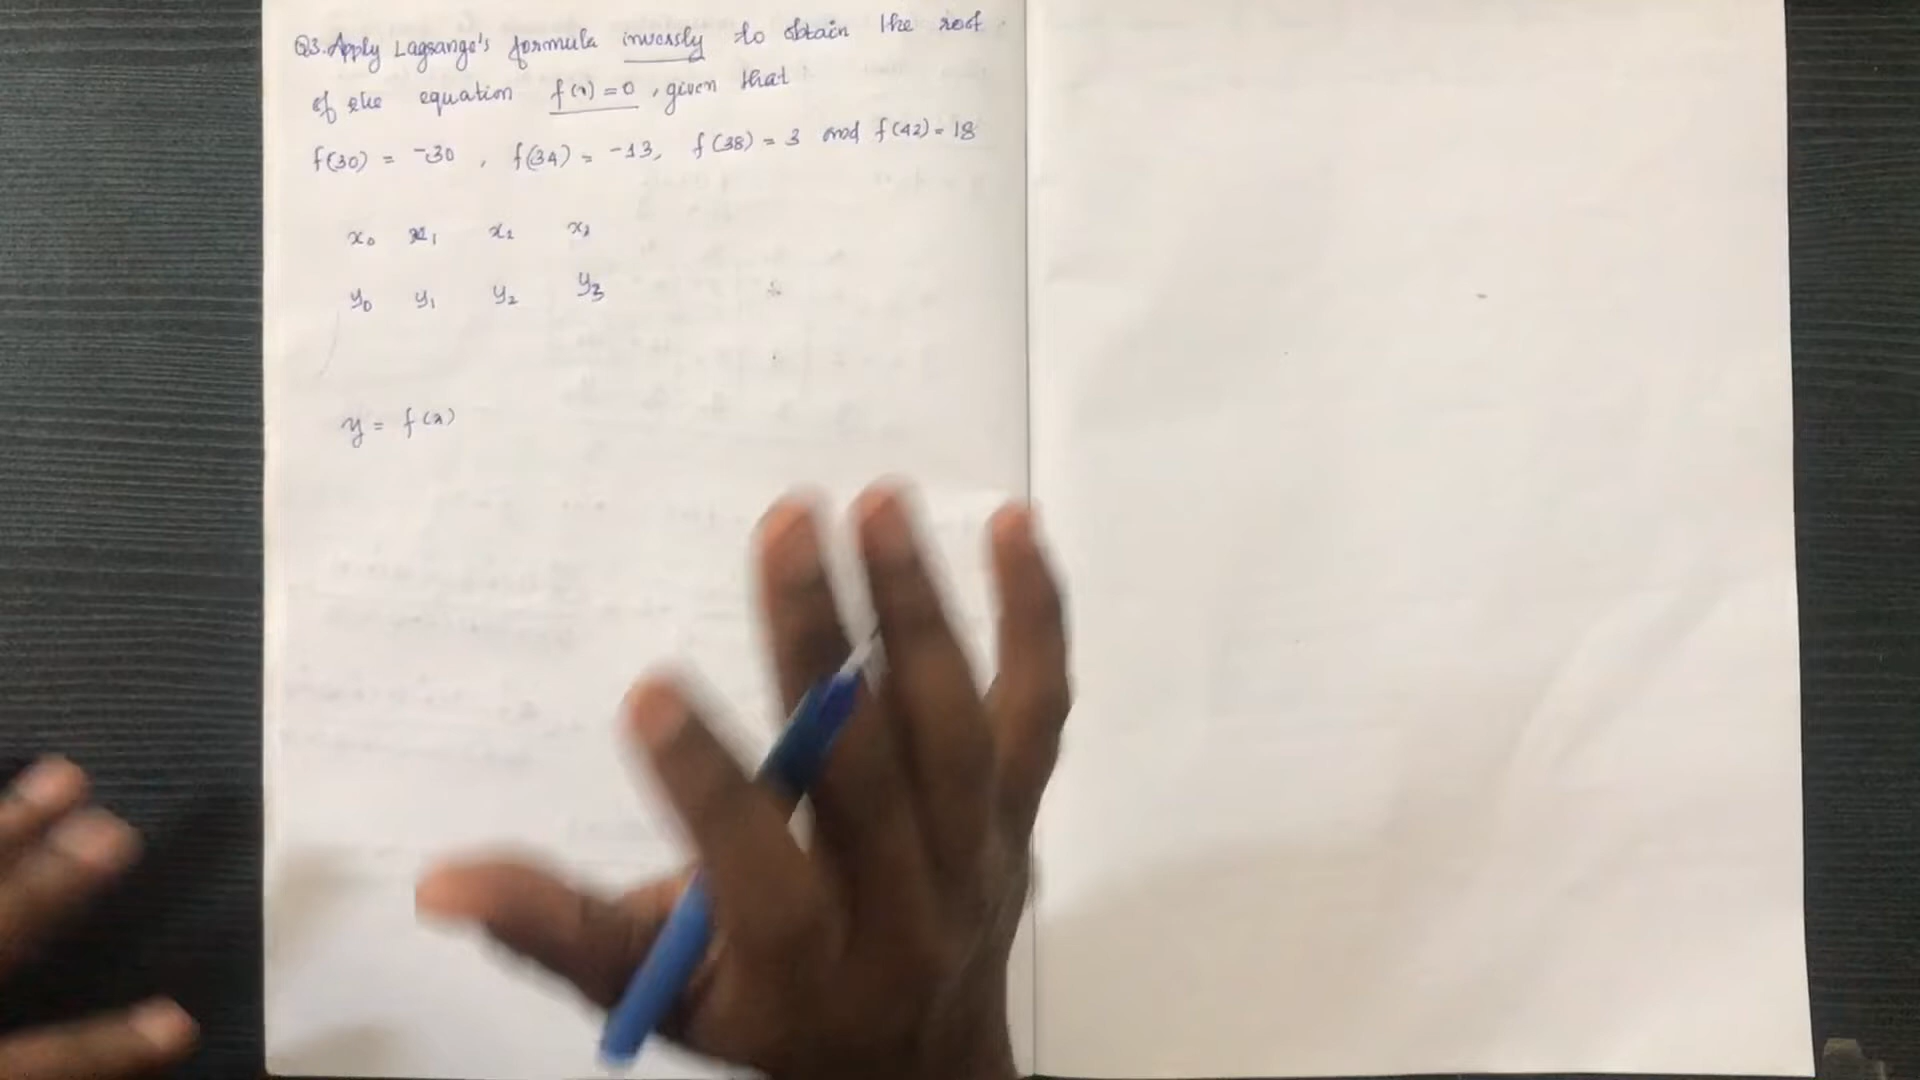 Q3. Apply Lagrange's formula inversly to obtain the root
of the equation f(x) = 0 , given that
f(30) = -30 , f(34) = -13, f(38) = 3 and f(42) = 18
x₀ x₁ x₂ x₃
y₀ y₁ y₂ y₃
y = f(x)